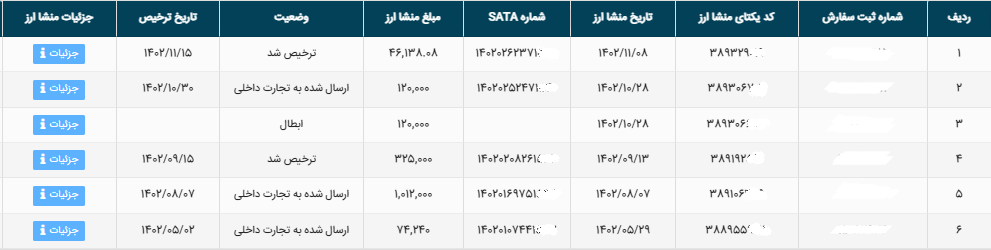 ردیف شماره ثبت سفارش کد یکتای منشا ارز تاریخ منشا ارز شماره SATA مبلغ منشا ارز وضعیت تاریخ ترخیص جزئیات منشا ارز
۱ ۱۴۰۲/۱۱/۰۸ ۴۶,۱۳۸.۰۸ ترخیص شد ۱۴۰۲/۱۱/۱۵ جزئیات
۲ ۱۴۰۲/۱۰/۲۸ ۱۲۰,۰۰۰ ارسال شده به تجارت داخلی ۱۴۰۲/۱۰/۳۰ جزئیات
۳ ۱۴۰۲/۱۰/۲۸ ۱۲۰,۰۰۰ ابطال جزئیات
۴ ۱۴۰۲/۰۹/۱۳ ۳۲۵,۰۰۰ ترخیص شد ۱۴۰۲/۰۹/۱۵ جزئیات
۵ ۱۴۰۲/۰۸/۰۷ ۱,۰۱۲,۰۰۰ ارسال شده به تجارت داخلی ۱۴۰۲/۰۸/۰۷ جزئیات
۶ ۱۴۰۲/۰۵/۲۹ ۷۴,۲۴۰ ارسال شده به تجارت داخلی ۱۴۰۲/۰۵/۰۲ جزئیات